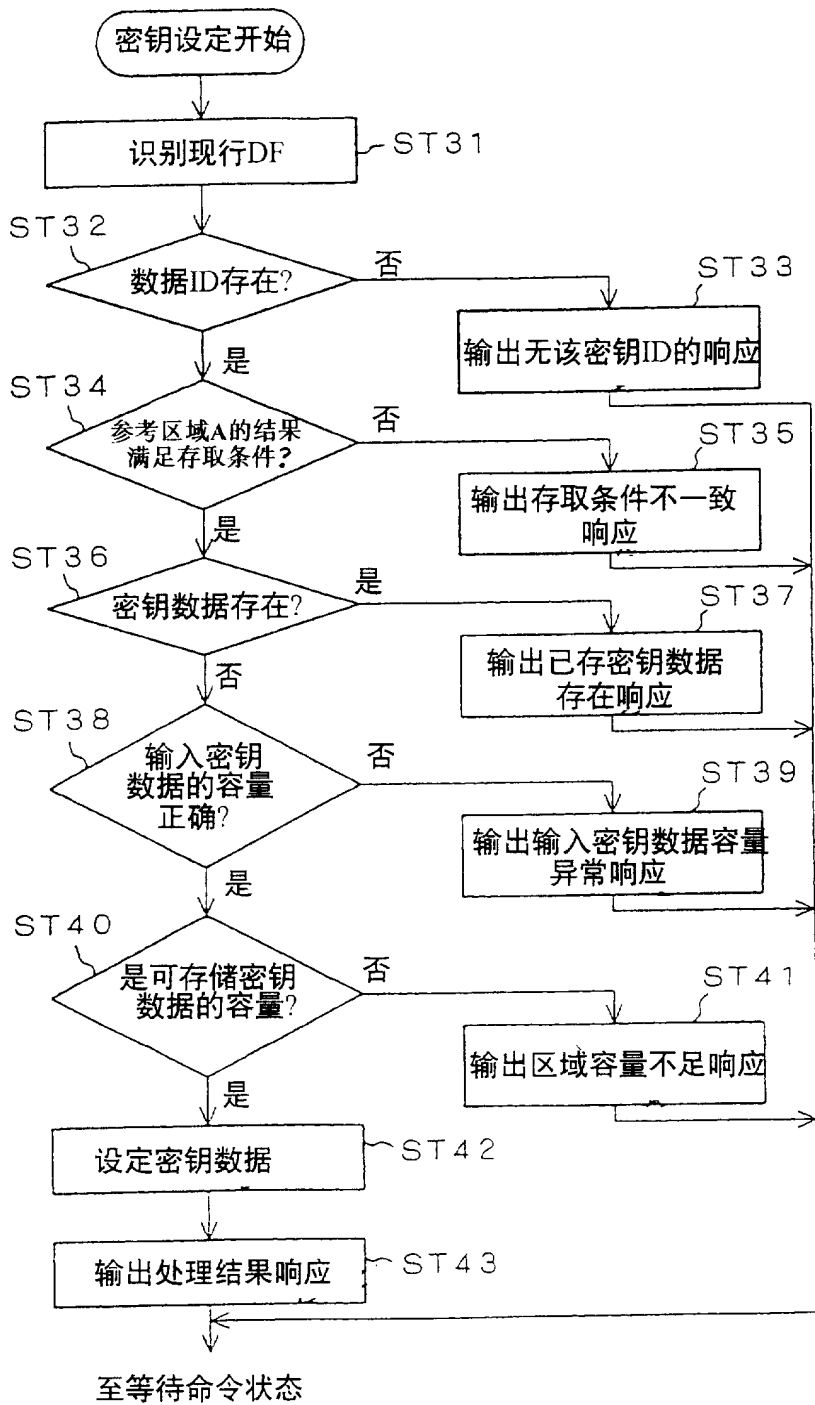 密钥设定开始
识别现行DF
ST31
ST32
数据ID存在?
否
ST33
输出无该密钥ID的响应
是
ST34
参考区域A的结果
满足存取条件?
否
ST35
输出存取条件不一致
响应
是
ST36
密钥数据存在?
是
ST37
输出已存密钥数据
存在响应
否
ST38
输入密钥
数据的容量
正确?
否
ST39
输出输入密钥数据容量
异常响应
是
ST40
是可存储密钥
数据的容量?
否
ST41
输出区域容量不足响应
是
设定密钥数据
ST42
输出处理结果响应
ST43
至等待命令状态